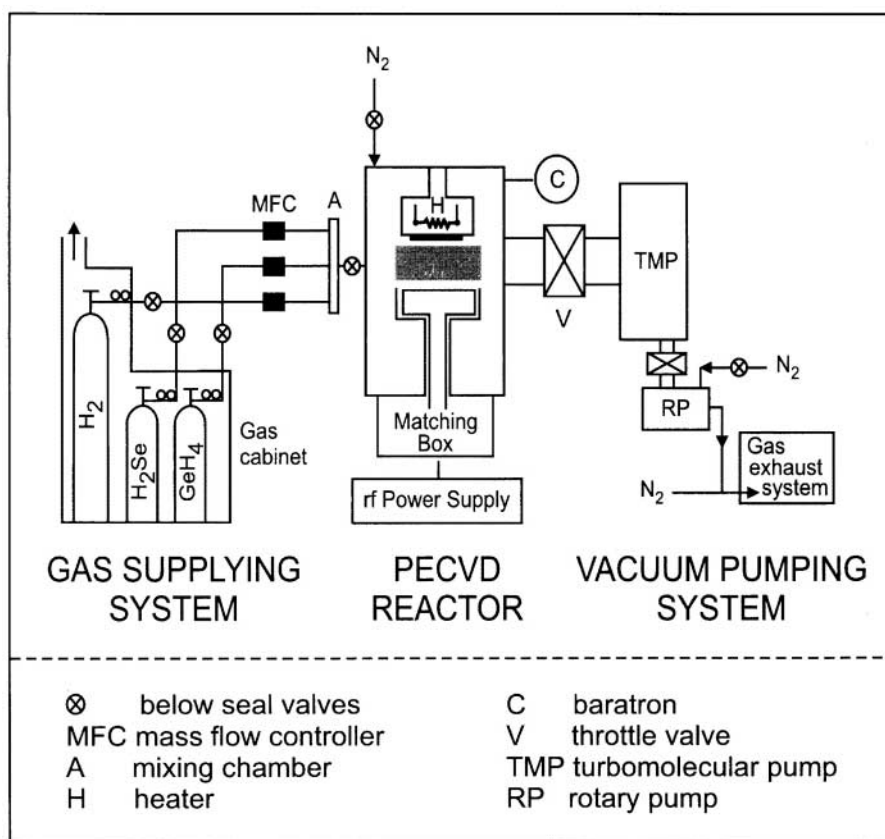 N₂
MFC
A
H
C
TMP
V
H₂
H₂Se
GeH₄
Gas
cabinet
Matching
Box
rf Power Supply
RP
N₂
N₂
Gas
exhaust
system
GAS SUPPLYING
SYSTEM
PECVD
REACTOR
VACUUM PUMPING
SYSTEM
⊗ below seal valves
MFC mass flow controller
A mixing chamber
H heater
C baratron
V throttle valve
TMP turbomolecular pump
RP rotary pump